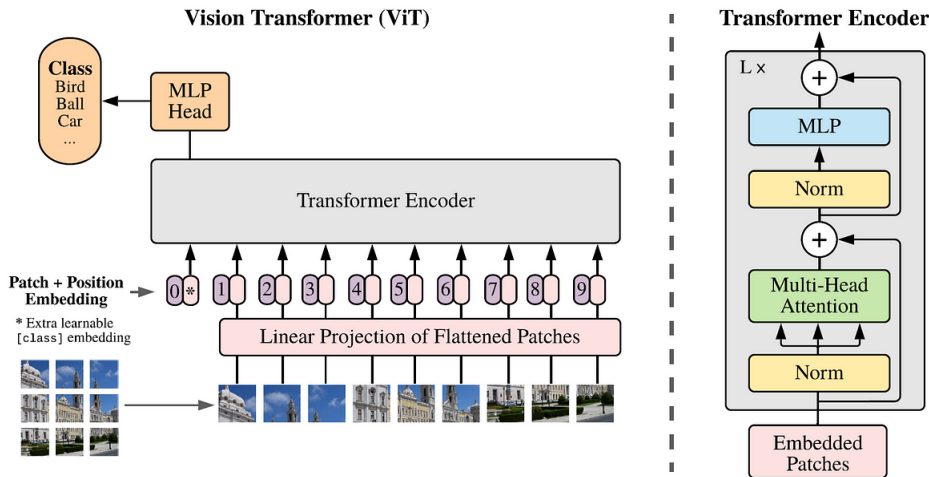 Vision Transformer (ViT)
Class
Bird
Ball
Car
...
MLP
Head
Transformer Encoder
Patch + Position
Embedding
0 * 1 2 3 4 5 6 7 8 9
* Extra learnable
[class] embedding
Linear Projection of Flattened Patches
Transformer Encoder
L ×
+
MLP
Norm
+
Multi-Head
Attention
Norm
Embedded
Patches